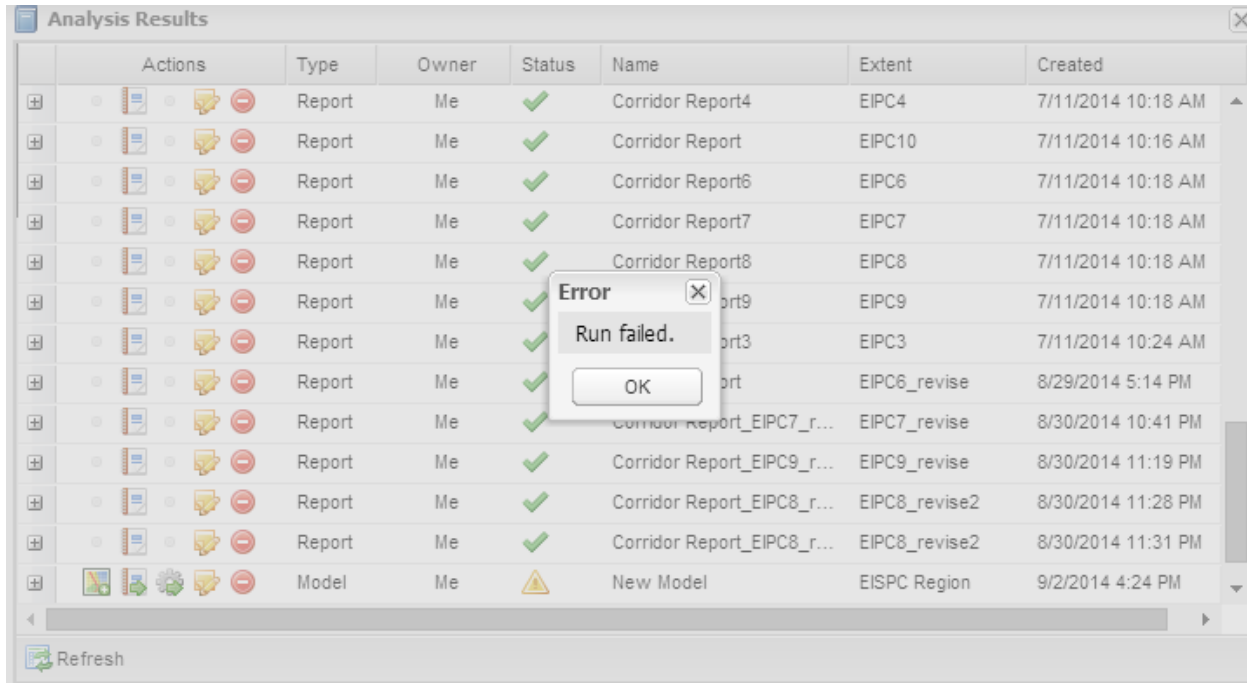 Analysis Results
Actions Type Owner Status Name Extent Created
Report Me Corridor Report4 EIPC4 7/11/2014 10:18 AM
Report Me Corridor Report EIPC10 7/11/2014 10:16 AM
Report Me Corridor Report6 EIPC6 7/11/2014 10:18 AM
Report Me Corridor Report7 EIPC7 7/11/2014 10:18 AM
Report Me Corridor Report8 EIPC8 7/11/2014 10:18 AM
Report Me ort9 EIPC9 7/11/2014 10:18 AM
Report Me ort3 EIPC3 7/11/2014 10:24 AM
Report Me ort EIPC6_revise 8/29/2014 5:14 PM
Report Me Corridor Report_EIPC7_r... EIPC7_revise 8/30/2014 10:41 PM
Report Me Corridor Report_EIPC9_r... EIPC9_revise 8/30/2014 11:19 PM
Report Me Corridor Report_EIPC8_r... EIPC8_revise2 8/30/2014 11:28 PM
Report Me Corridor Report_EIPC8_r... EIPC8_revise2 8/30/2014 11:31 PM
Model Me New Model EISPC Region 9/2/2014 4:24 PM
Refresh
Error
Run failed.
OK